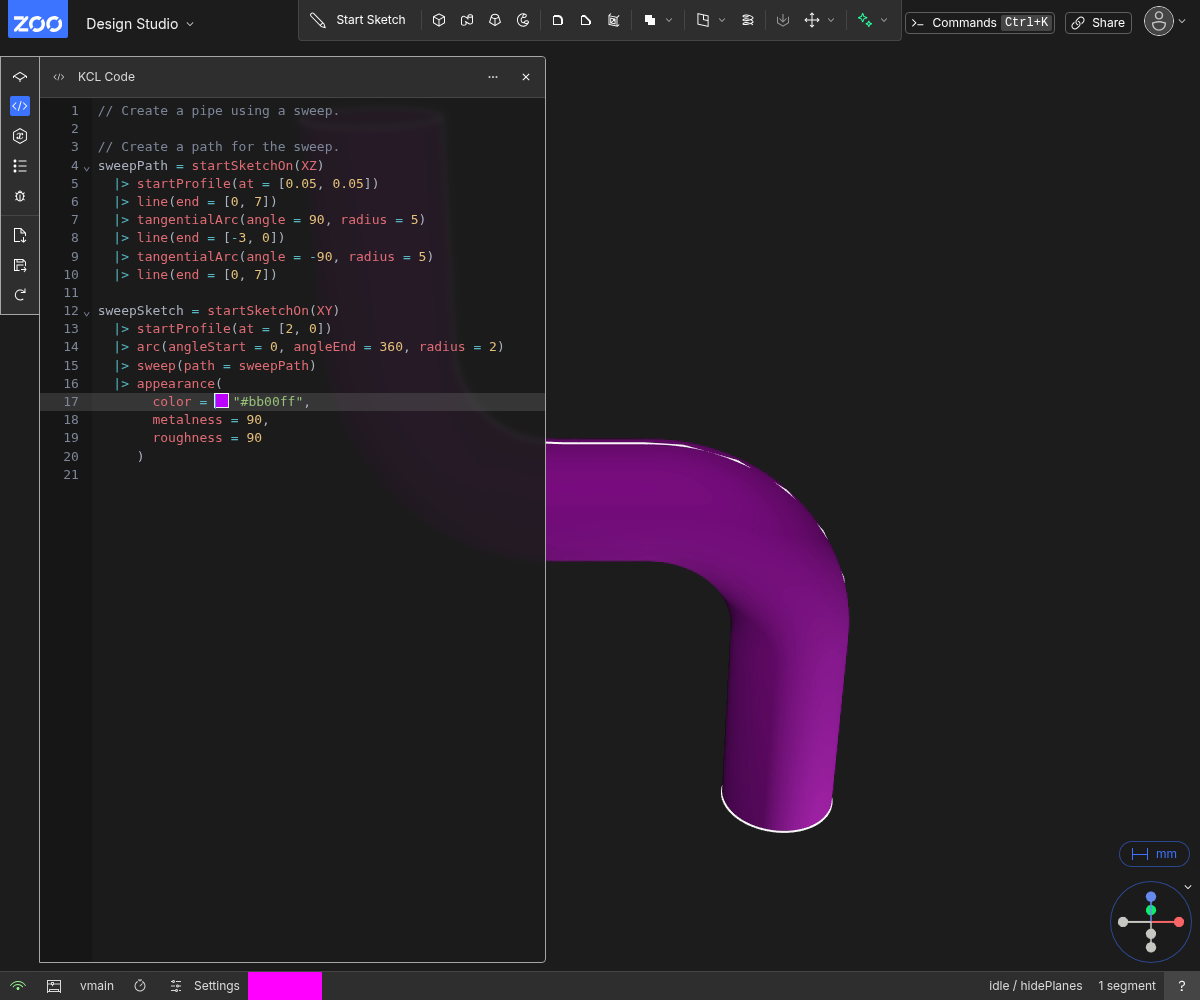 ZOO
Design Studio
Start Sketch
Commands Ctrl+K
Share
KCL Code
1 // Create a pipe using a sweep.
2
3 // Create a path for the sweep.
4 sweepPath = startSketchOn(XZ)
5 |> startProfile(at = [0.05, 0.05])
6 |> line(end = [0, 7])
7 |> tangentialArc(angle = 90, radius = 5)
8 |> line(end = [-3, 0])
9 |> tangentialArc(angle = -90, radius = 5)
10 |> line(end = [0, 7])
11
12 sweepSketch = startSketchOn(XY)
13 |> startProfile(at = [2, 0])
14 |> arc(angleStart = 0, angleEnd = 360, radius = 2)
15 |> sweep(path = sweepPath)
16 |> appearance(
17 color = "#bb00ff",
18 metalness = 90,
19 roughness = 90
20 )
21
mm
vmain
Settings
idle / hidePlanes
1 segment
?